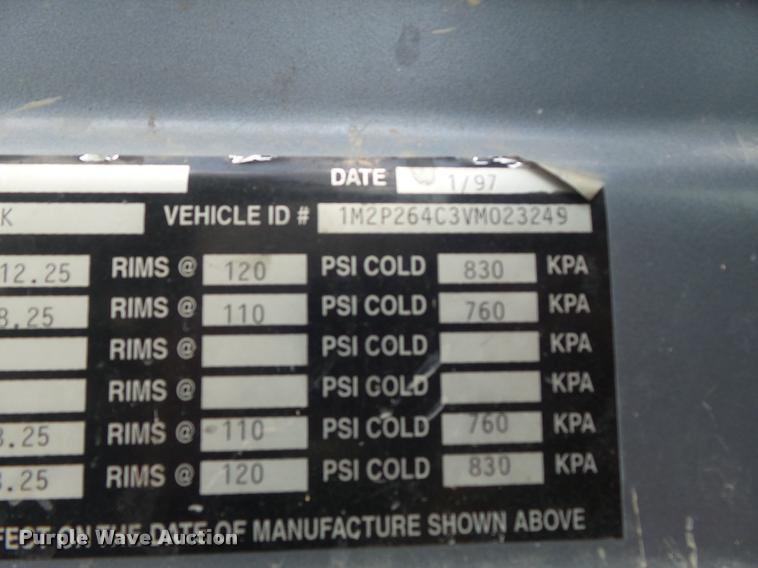 DATE 1/97
K VEHICLE ID # 1M2P264C3VM023249
12.25 RIMS @ 120 PSI COLD 830 KPA
8.25 RIMS @ 110 PSI COLD 760 KPA
RIMS @ PSI COLD KPA
RIMS @ PSI COLD KPA
8.25 RIMS @ 110 PSI COLD 760 KPA
8.25 RIMS @ 120 PSI COLD 830 KPA
FECT ON THE DATE OF MANUFACTURE SHOWN ABOVE
Purple Wave Auction